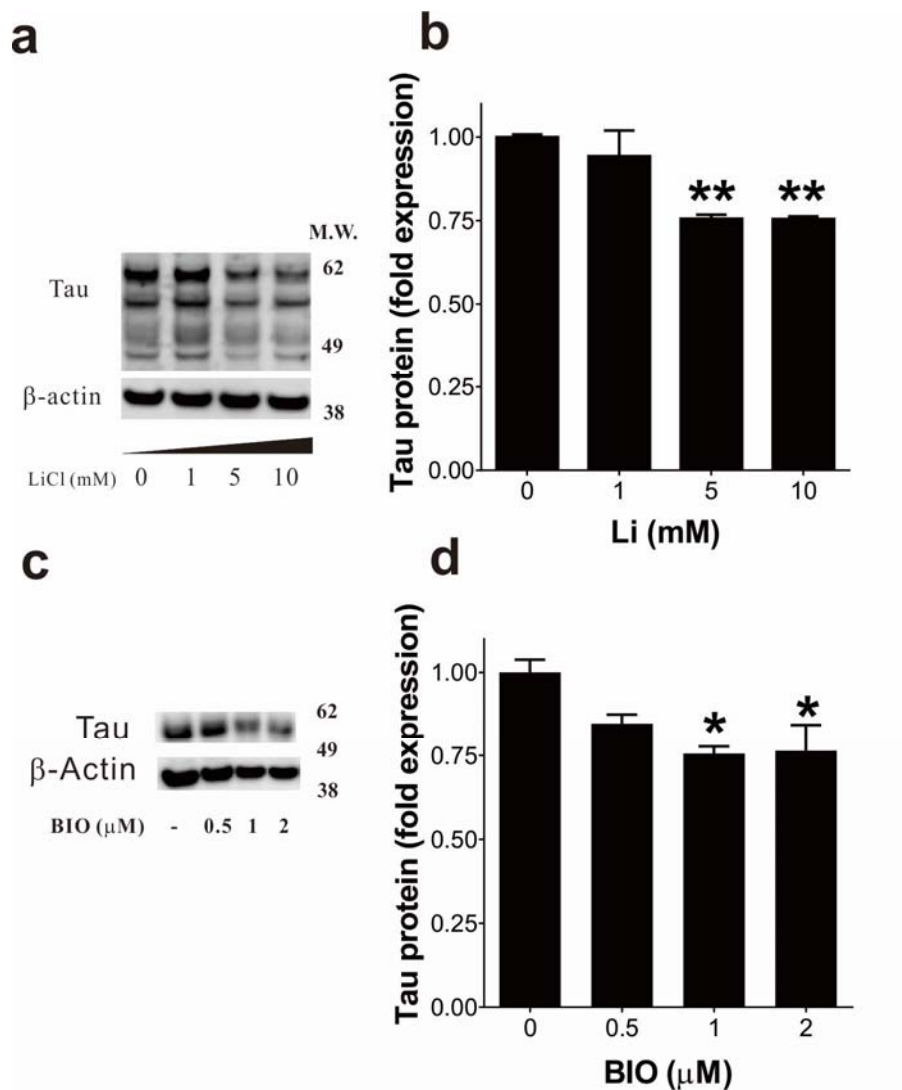 a
M.W.
Tau
62
49
β-actin
38
LiCl (mM) 0 1 5 10
b
Tau protein (fold expression)
1.00
0.75
0.50
0.25
0.00
** **
0 1 5 10
Li (mM)
c
Tau
62
49
β-Actin
38
BIO (μM) - 0.5 1 2
d
Tau protein (fold expression)
1.00
0.75
0.50
0.25
0.00
* *
0 0.5 1 2
BIO (μM)